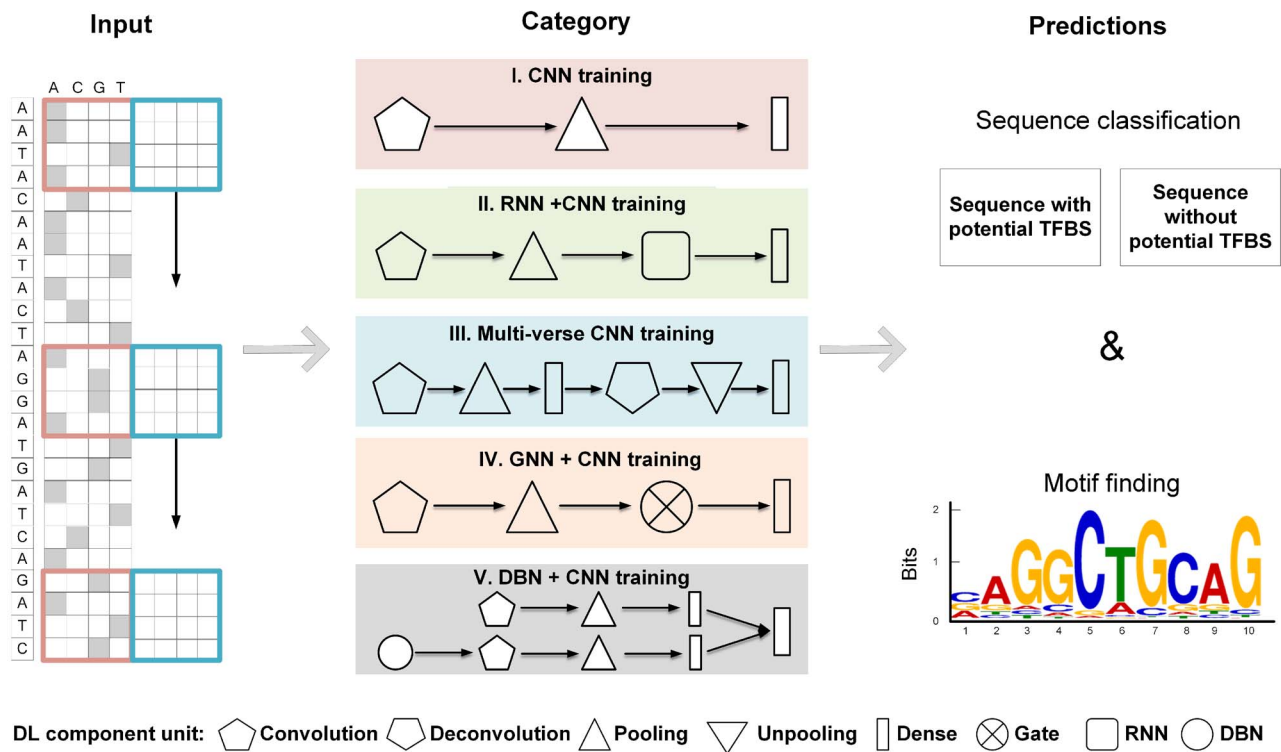 Input
Category
Predictions
A C G T
A
A
T
A
C
A
A
T
A
C
T
A
G
G
A
T
G
A
T
C
A
G
A
T
C
I. CNN training
II. RNN +CNN training
III. Multi-verse CNN training
IV. GNN + CNN training
V. DBN + CNN training
Sequence classification
Sequence with
potential TFBS
Sequence
without
potential TFBS
&
Motif finding
Bits
2
1
0
CAGGCTGCAG
1 2 3 4 5 6 7 8 9 10
DL component unit: Convolution Deconvolution Pooling Unpooling Dense Gate RNN DBN